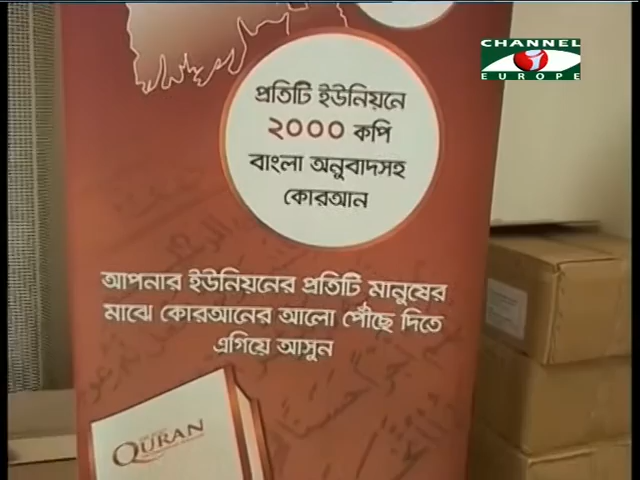 CHANNEL
EUROPE
প্রতিটি ইউনিয়নে
২০০০ কপি
বাংলা অনুবাদসহ
কোরআন
আপনার ইউনিয়নের প্রতিটি মানুষের
মাঝে কোরআনের আলো পৌঁছে দিতে
এগিয়ে আসুন
QURAN